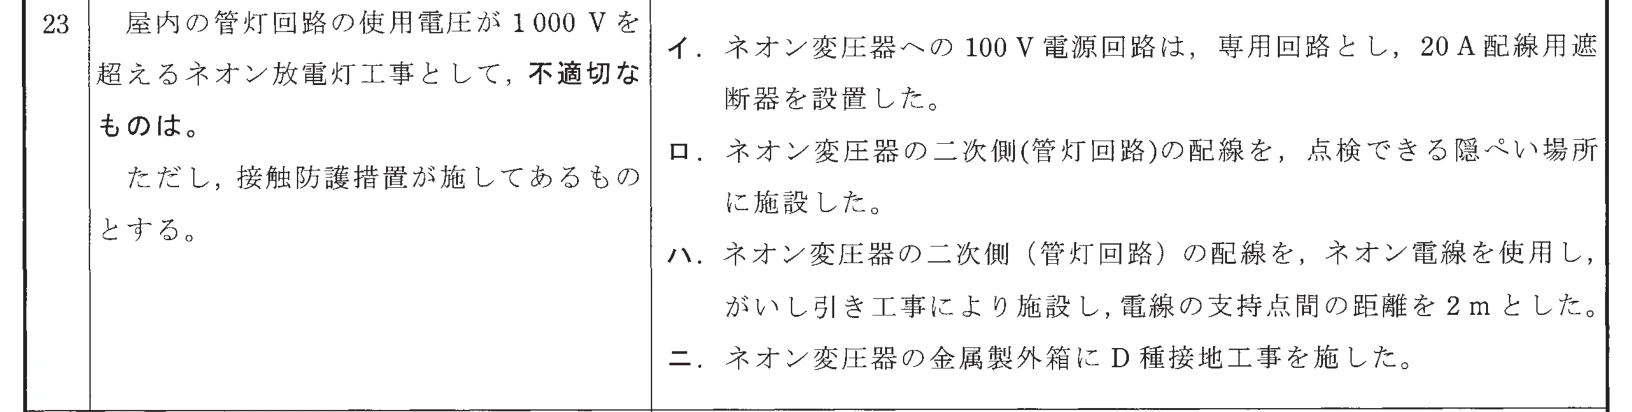 23
屋内の管灯回路の使用電圧が 1000 V を
超えるネオン放電灯工事として, 不適切な
ものは。
ただし, 接触防護措置が施してあるもの
とする。
イ. ネオン変圧器への 100 V 電源回路は, 専用回路とし, 20 A 配線用遮
断器を設置した。
ロ. ネオン変圧器の二次側(管灯回路)の配線を, 点検できる隠ぺい場所
に施設した。
ハ. ネオン変圧器の二次側（管灯回路）の配線を, ネオン電線を使用し,
がいし引き工事により施設し, 電線の支持点間の距離を 2 m とした。
ニ. ネオン変圧器の金属製外箱に D 種接地工事を施した。